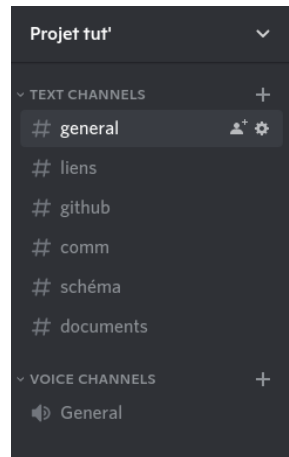 Projet tut'
TEXT CHANNELS
# general
# liens
# github
# comm
# schéma
# documents
VOICE CHANNELS
General